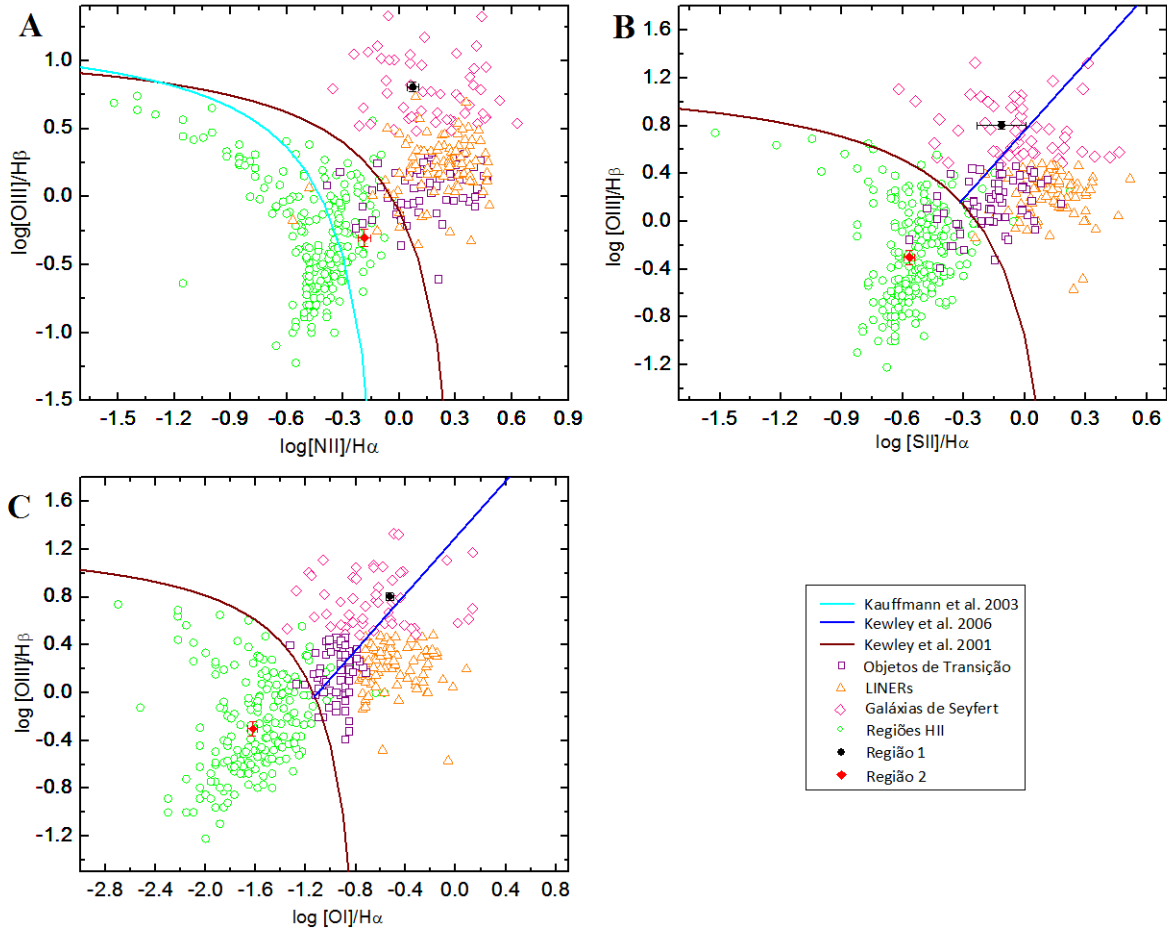 A
log[OIII]/Hβ
1.0
0.5
0.0
-0.5
-1.0
-1.5
-1.5 -1.2 -0.9 -0.6 -0.3 0.0 0.3 0.6 0.9
log[NII]/Hα
B
log [OIII]/Hβ
1.6
1.2
0.8
0.4
0.0
-0.4
-0.8
-1.2
-1.5 -1.2 -0.9 -0.6 -0.3 0.0 0.3 0.6
log [SII]/Hα
C
log [OIII]/Hβ
1.6
1.2
0.8
0.4
0.0
-0.4
-0.8
-1.2
-2.8 -2.4 -2.0 -1.6 -1.2 -0.8 -0.4 0.0 0.4 0.8
log [OI]/Hα
Kauffmann et al. 2003
Kewley et al. 2006
Kewley et al. 2001
Objetos de Transição
LINERs
Galáxias de Seyfert
Regiões HII
Região 1
Região 2